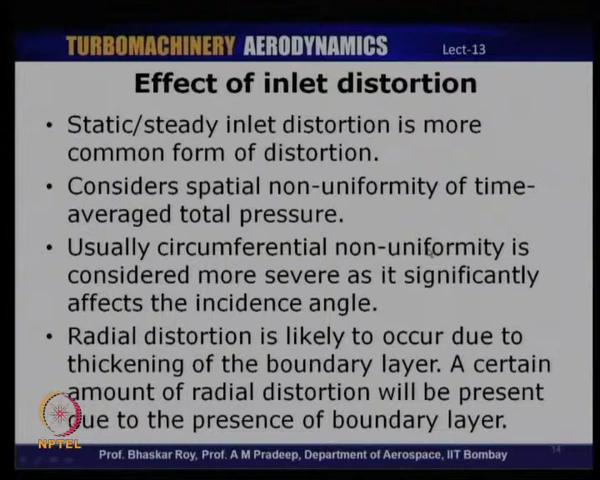 TURBOMACHINERY AERODYNAMICS Lect-13
Effect of inlet distortion
• Static/steady inlet distortion is more
common form of distortion.
• Considers spatial non-uniformity of time-
averaged total pressure.
• Usually circumferential non-uniformity is
considered more severe as it significantly
affects the incidence angle.
• Radial distortion is likely to occur due to
thickening of the boundary layer. A certain
amount of radial distortion will be present
due to the presence of boundary layer.
NPTEL
Prof. Bhaskar Roy, Prof. A M Pradeep, Department of Aerospace, IIT Bombay
14